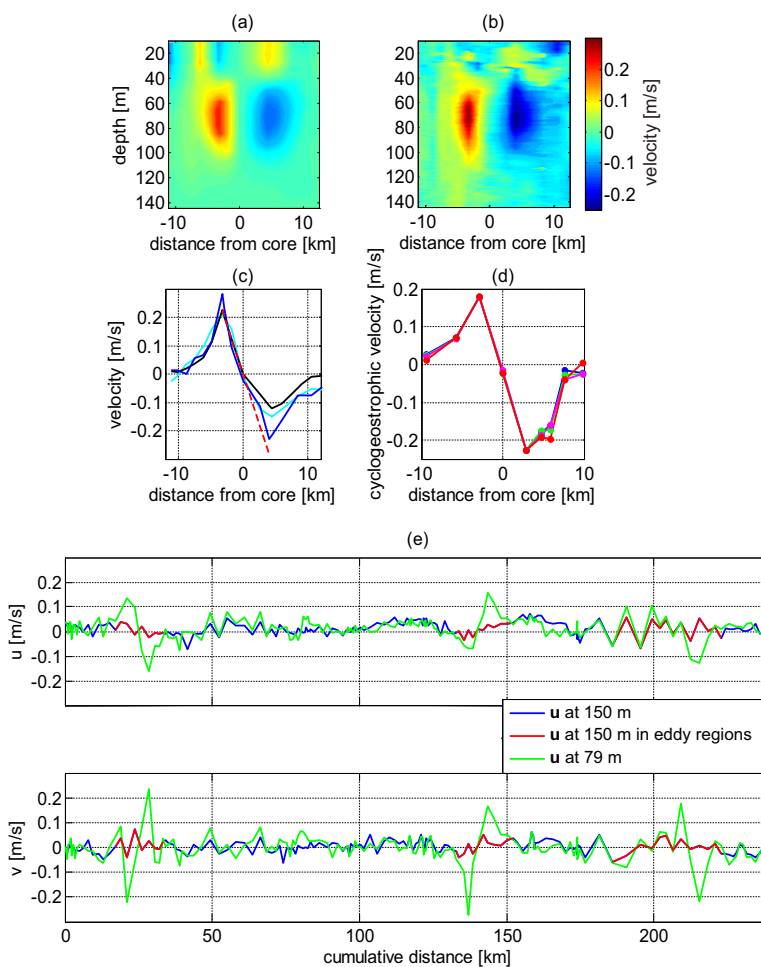 (a)
(b)
20
40
60
80
100
120
140
depth [m]
-10
0
10
distance from core [km]
20
40
60
80
100
120
140
-10
0
10
distance from core [km]
0.2
0.1
0
-0.1
-0.2
velocity [m/s]
(c)
(d)
0.2
0.1
0
-0.1
-0.2
velocity [m/s]
-10
0
10
distance from core [km]
0.2
0.1
0
-0.1
-0.2
cyclogeostrophic velocity [m/s]
-10
0
10
distance from core [km]
(e)
0.2
0.1
0
-0.1
-0.2
u [m/s]
u at 150 m
u at 150 m in eddy regions
u at 79 m
0.2
0.1
0
-0.1
-0.2
v [m/s]
0
50
100
150
200
cumulative distance [km]